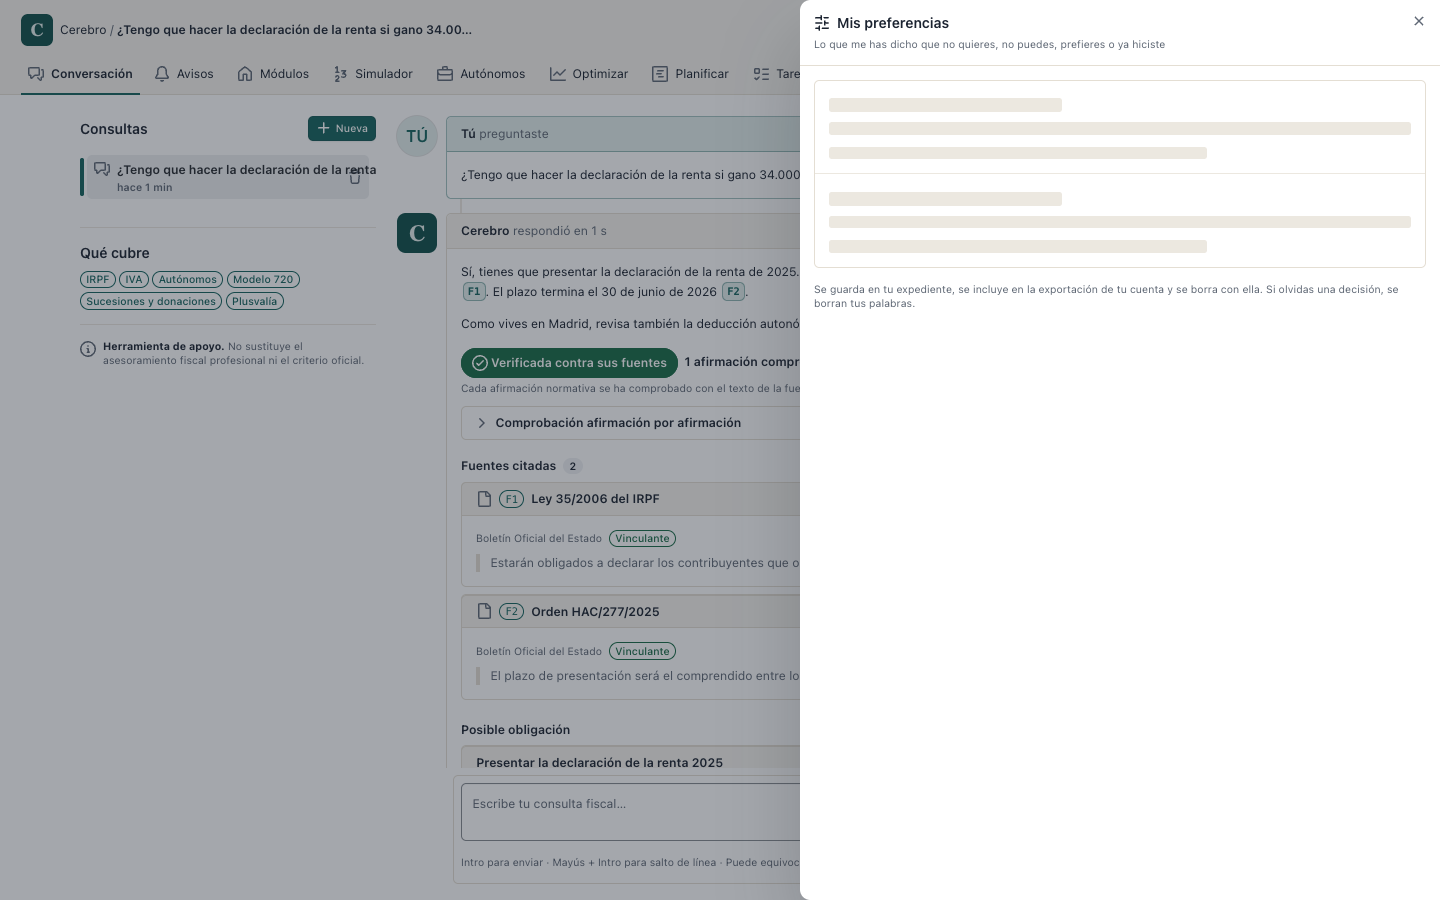 C
Cerebro / ¿Tengo que hacer la declaración de la renta si gano 34.00...
Conversación
Avisos
Módulos
Simulador
Autónomos
Optimizar
Planificar
Tare
Consultas
Nueva
¿Tengo que hacer la declaración de la renta
hace 1 min
Qué cubre
IRPF
IVA
Autónomos
Modelo 720
Sucesiones y donaciones
Plusvalía
Herramienta de apoyo. No sustituye el
asesoramiento fiscal profesional ni el criterio oficial.
TÚ
Tú preguntaste
¿Tengo que hacer la declaración de la renta si gano 34.000
C
Cerebro respondió en 1 s
Sí, tienes que presentar la declaración de la renta de 2025.
F1. El plazo termina el 30 de junio de 2026 F2.
Como vives en Madrid, revisa también la deducción autonó
Verificada contra sus fuentes
1 afirmación compr
Cada afirmación normativa se ha comprobado con el texto de la fue
Comprobación afirmación por afirmación
Fuentes citadas 2
F1 Ley 35/2006 del IRPF
Boletín Oficial del Estado Vinculante
Estarán obligados a declarar los contribuyentes que o
F2 Orden HAC/277/2025
Boletín Oficial del Estado Vinculante
El plazo de presentación será el comprendido entre lo
Posible obligación
Presentar la declaración de la renta 2025
Escribe tu consulta fiscal...
Intro para enviar · Mayús + Intro para salto de línea · Puede equivoc
Mis preferencias
Lo que me has dicho que no quieres, no puedes, prefieres o ya hiciste
Se guarda en tu expediente, se incluye en la exportación de tu cuenta y se borra con ella. Si olvidas una decisión, se
borran tus palabras.